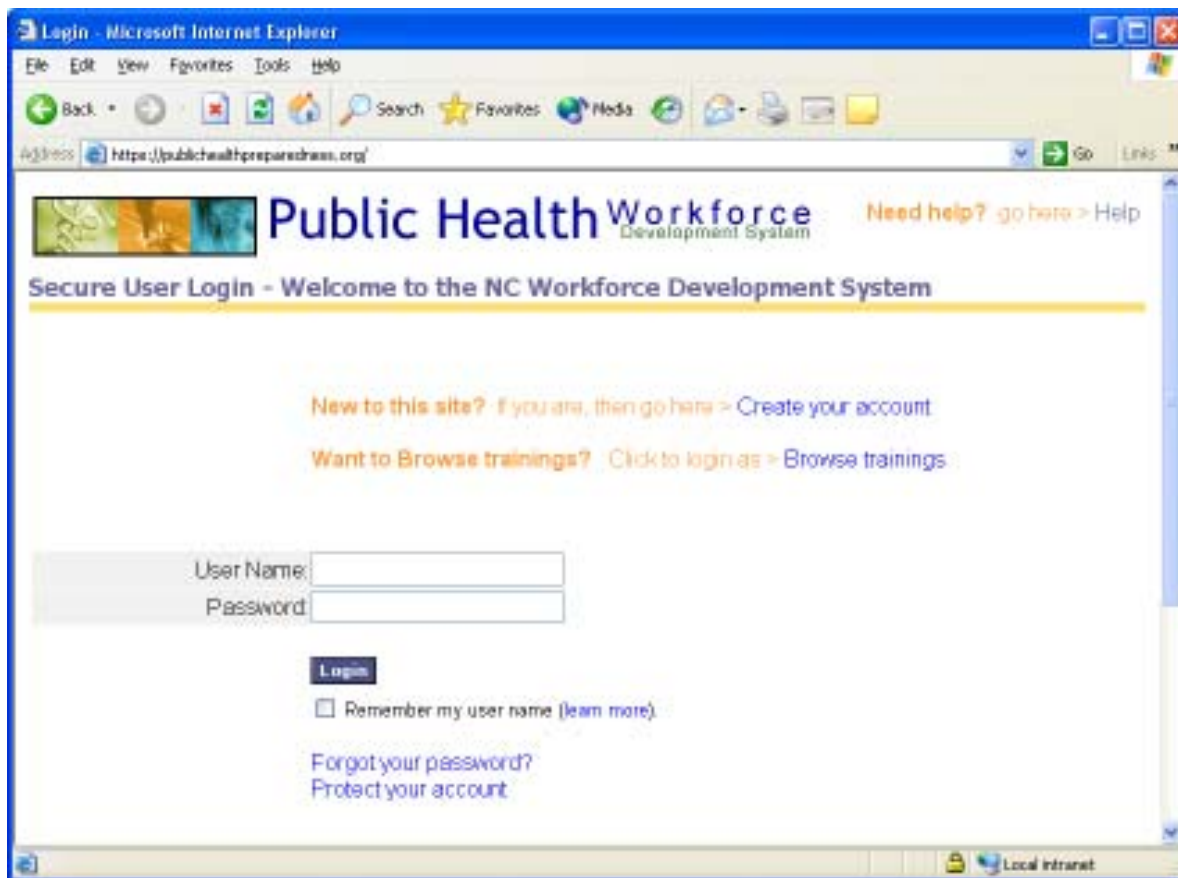 Login - Microsoft Internet Explorer
File Edit View Favorites Tools Help
Back Search Favorites Media
Address https://publichealthpreparedness.org/ Go Links »
Public Health Workforce Development System
Need help? go here > Help
Secure User Login - Welcome to the NC Workforce Development System
New to this site? If you are, then go here > Create your account
Want to Browse trainings? Click to login as > Browse trainings
User Name:
Password:
Login
Remember my user name (learn more).
Forgot your password?
Protect your account
Local intranet